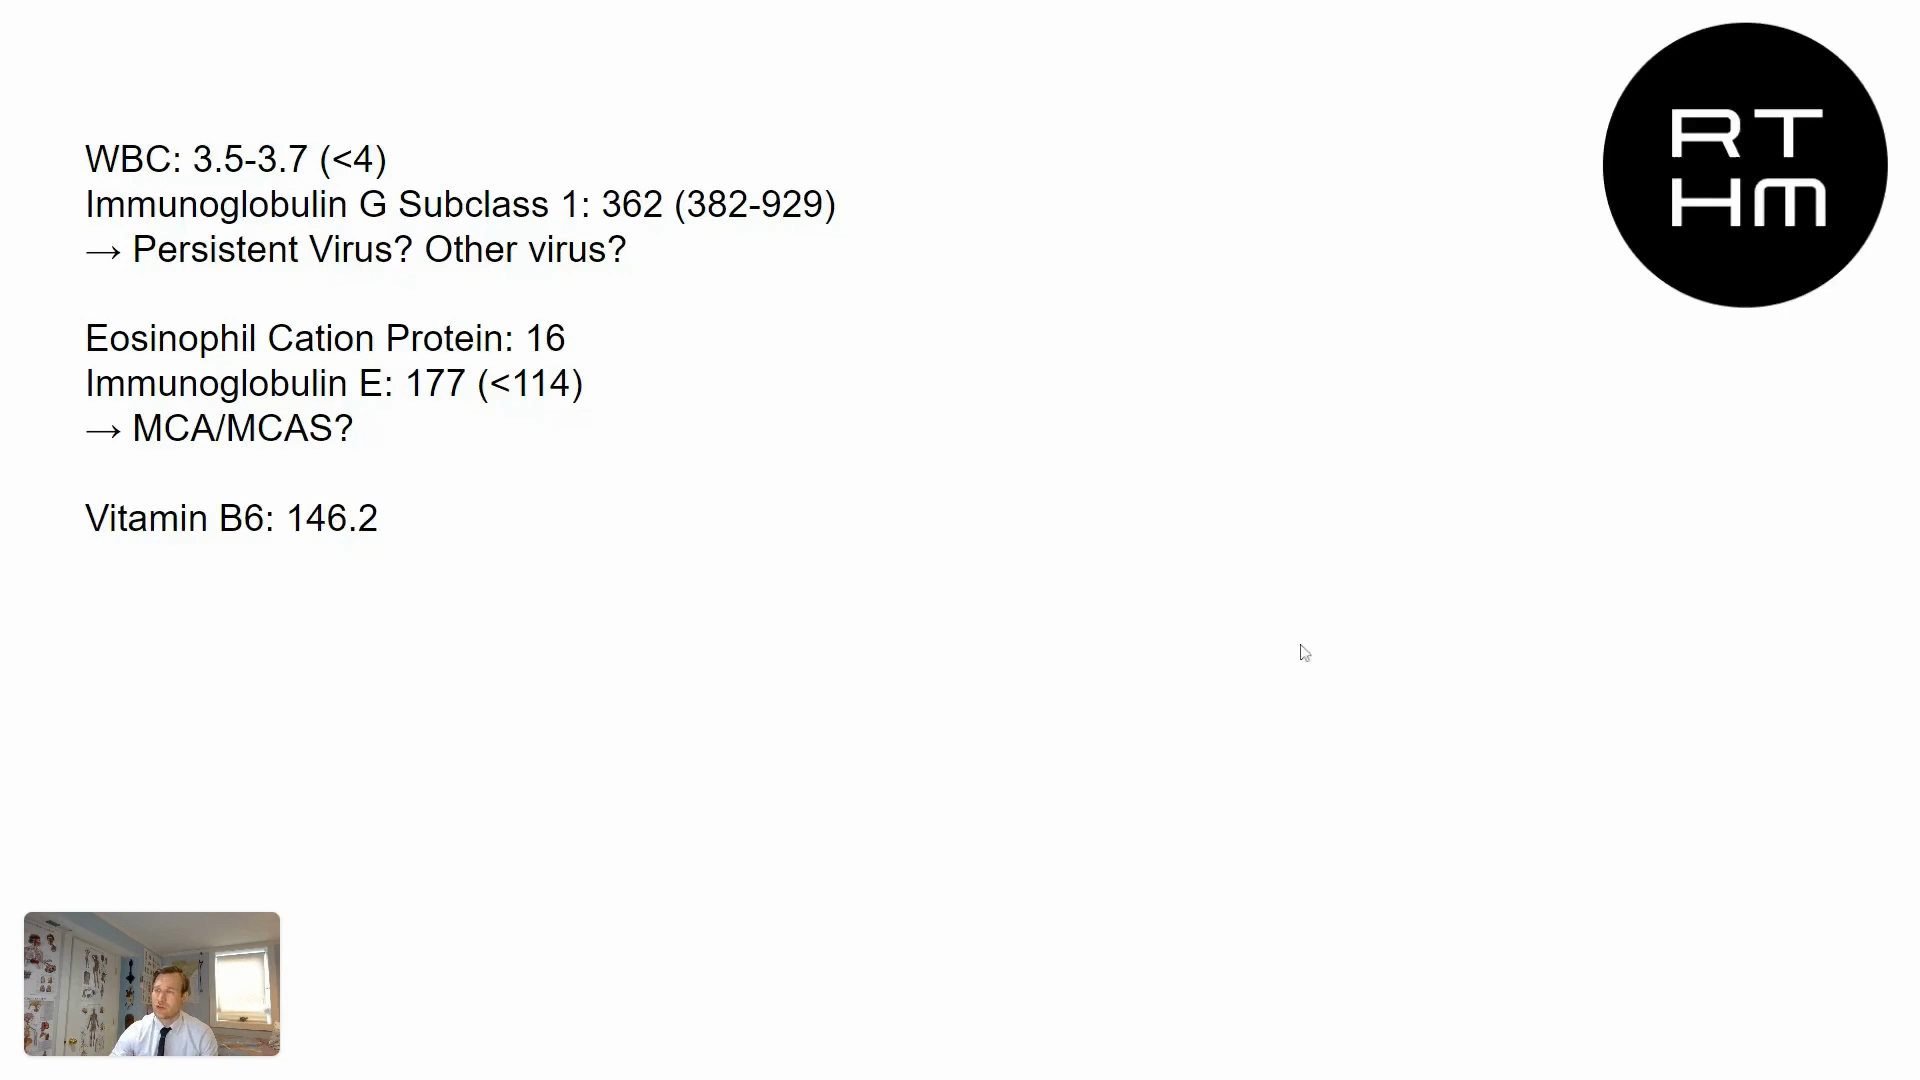 WBC: 3.5-3.7 (<4)
Immunoglobulin G Subclass 1: 362 (382-929)
→ Persistent Virus? Other virus?
Eosinophil Cation Protein: 16
Immunoglobulin E: 177 (<114)
→ MCA/MCAS?
Vitamin B6: 146.2
RT
HM